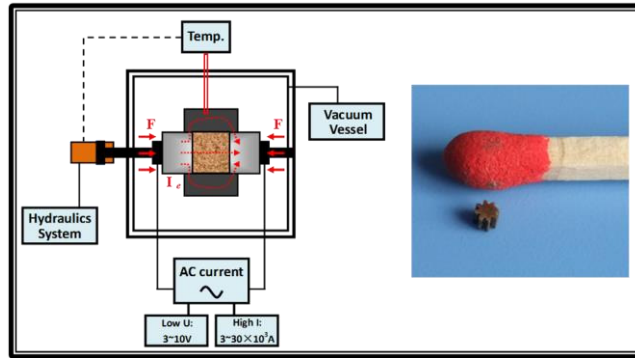 Temp.
Vacuum
Vessel
F
F
I e
Hydraulics
System
AC current
Low U:
3~10V
High I:
3~30×10³A